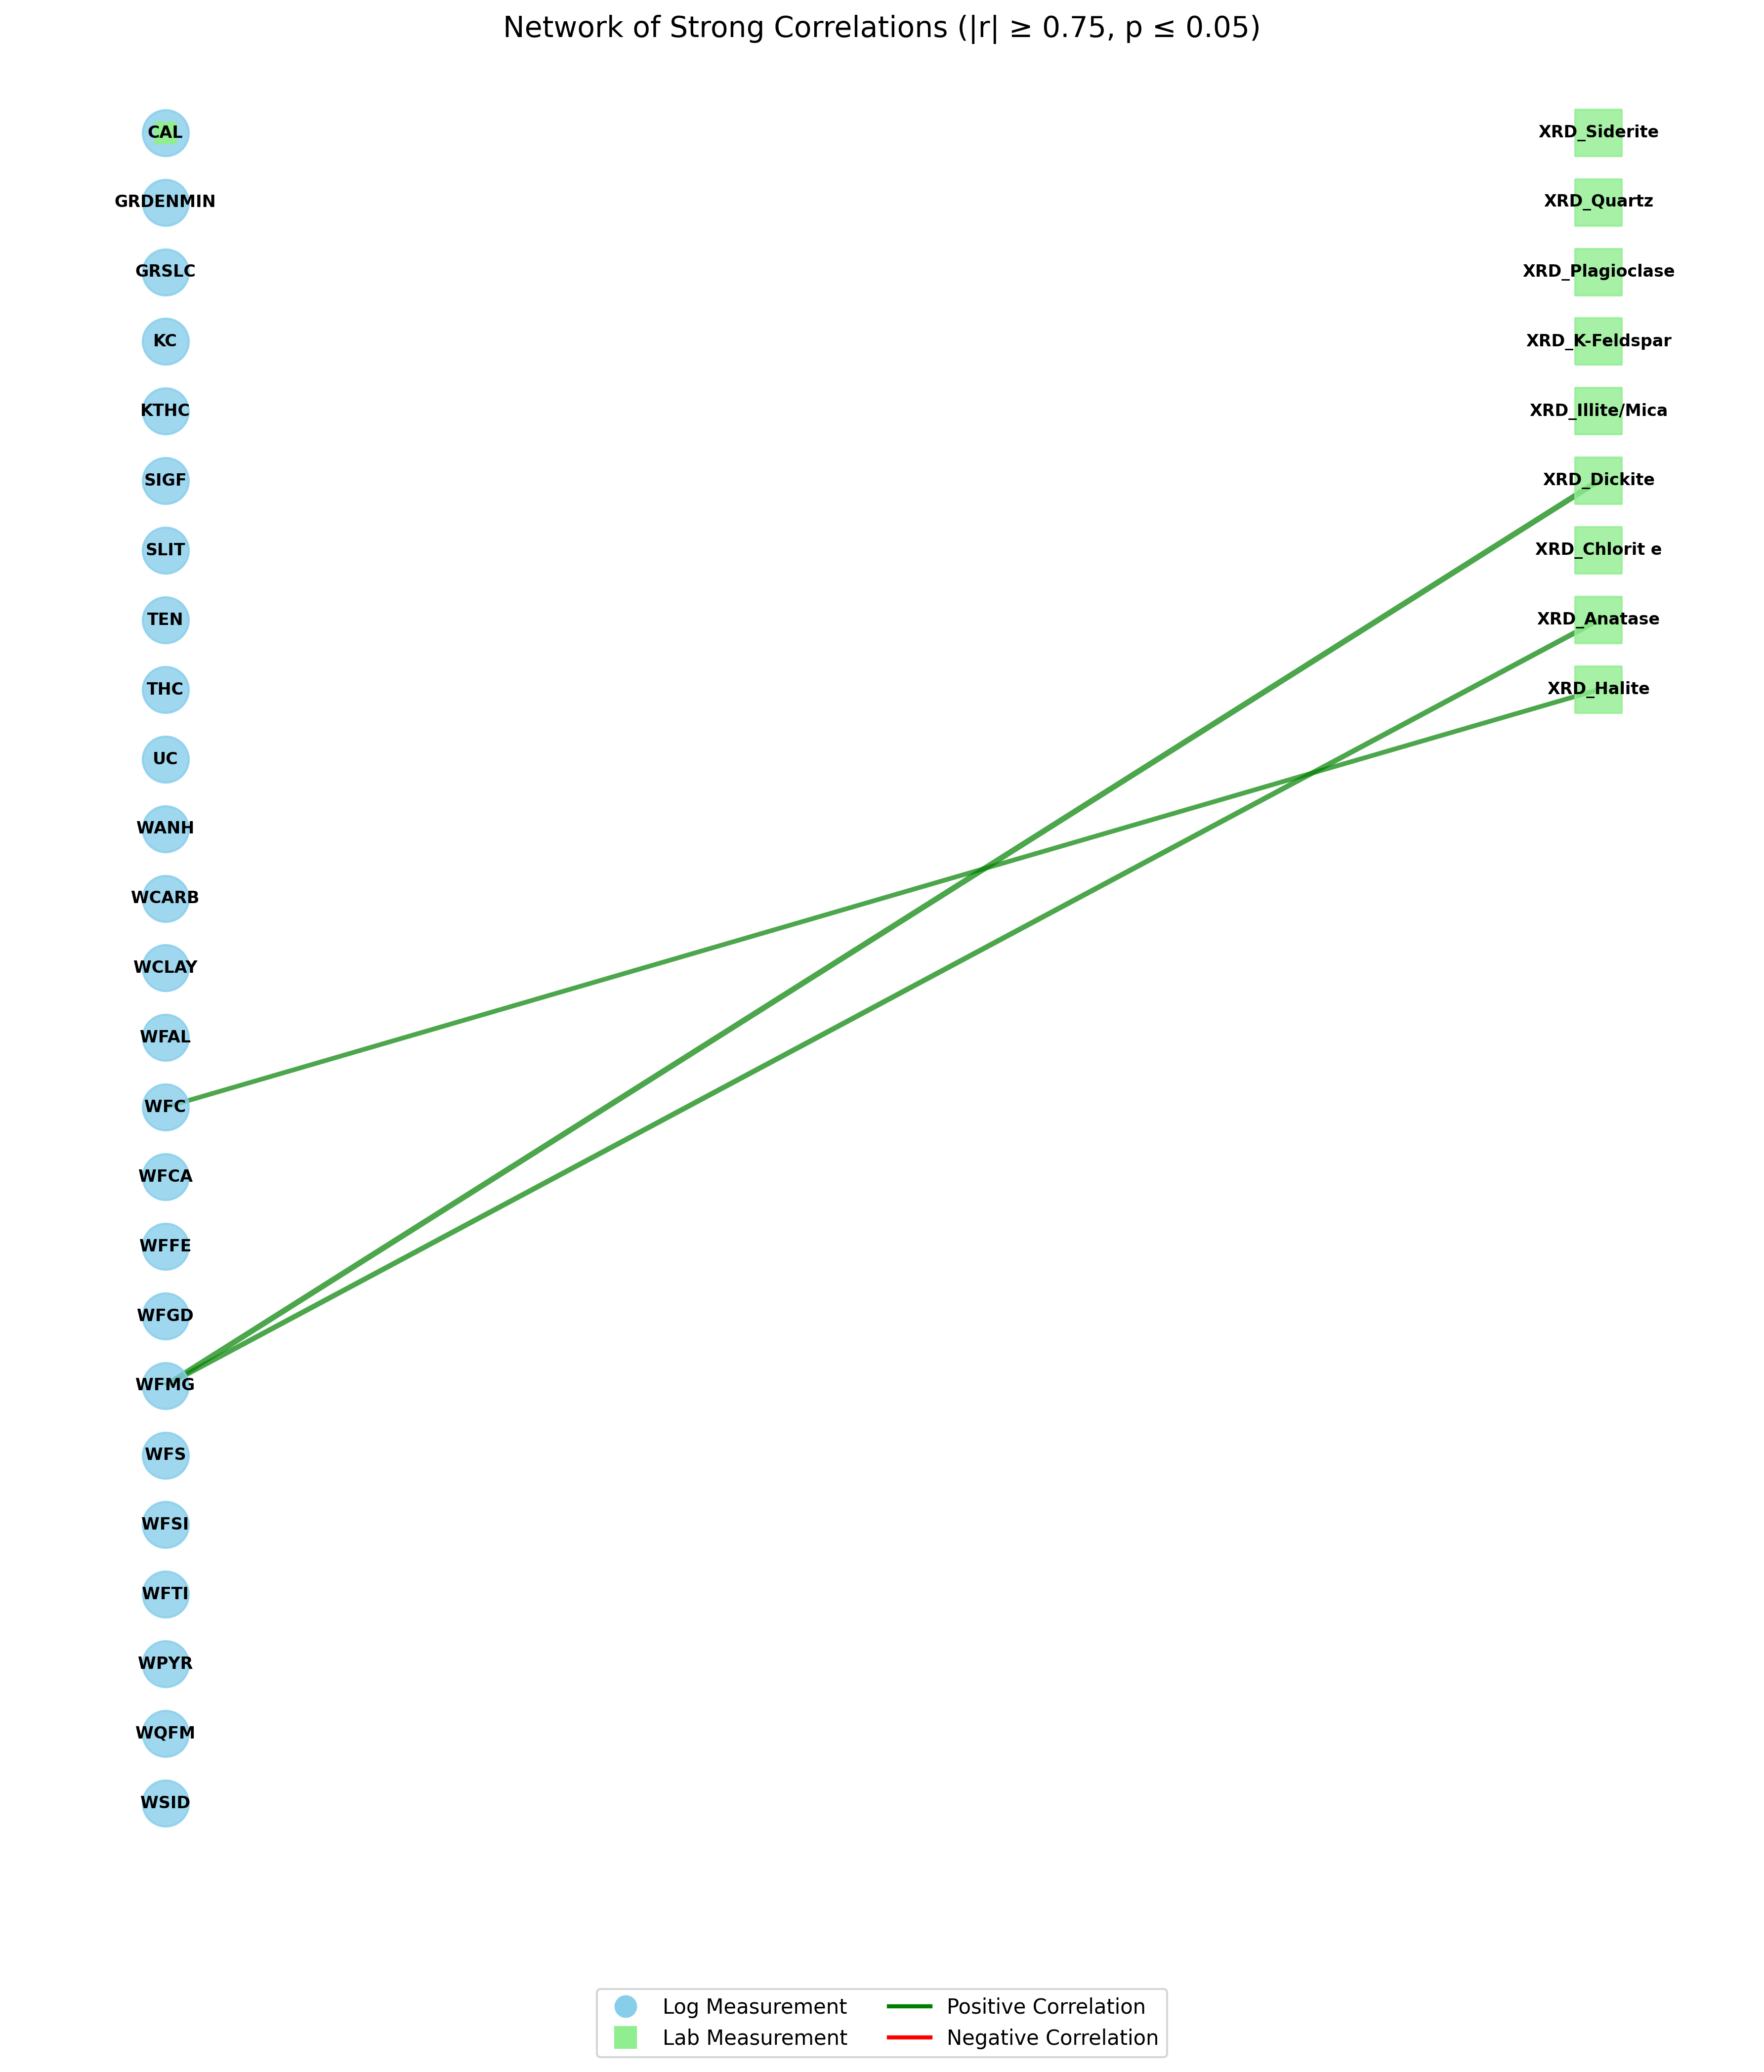 Network of Strong Correlations (|r| ≥ 0.75, p ≤ 0.05)
CAL XRD_Siderite
GRDENMIN XRD_Quartz
GRSLC XRD_Plagioclase
KC XRD_K-Feldspar
KTHC XRD_Illite/Mica
SIGF XRD_Dickite
SLIT XRD_Chlorit e
TEN XRD_Anatase
THC XRD_Halite
UC
WANH
WCARB
WCLAY
WFAL
WFC
WFCA
WFFE
WFGD
WFMG
WFS
WFSI
WFTI
WPYR
WQFM
WSID
Log Measurement Positive Correlation
Lab Measurement Negative Correlation